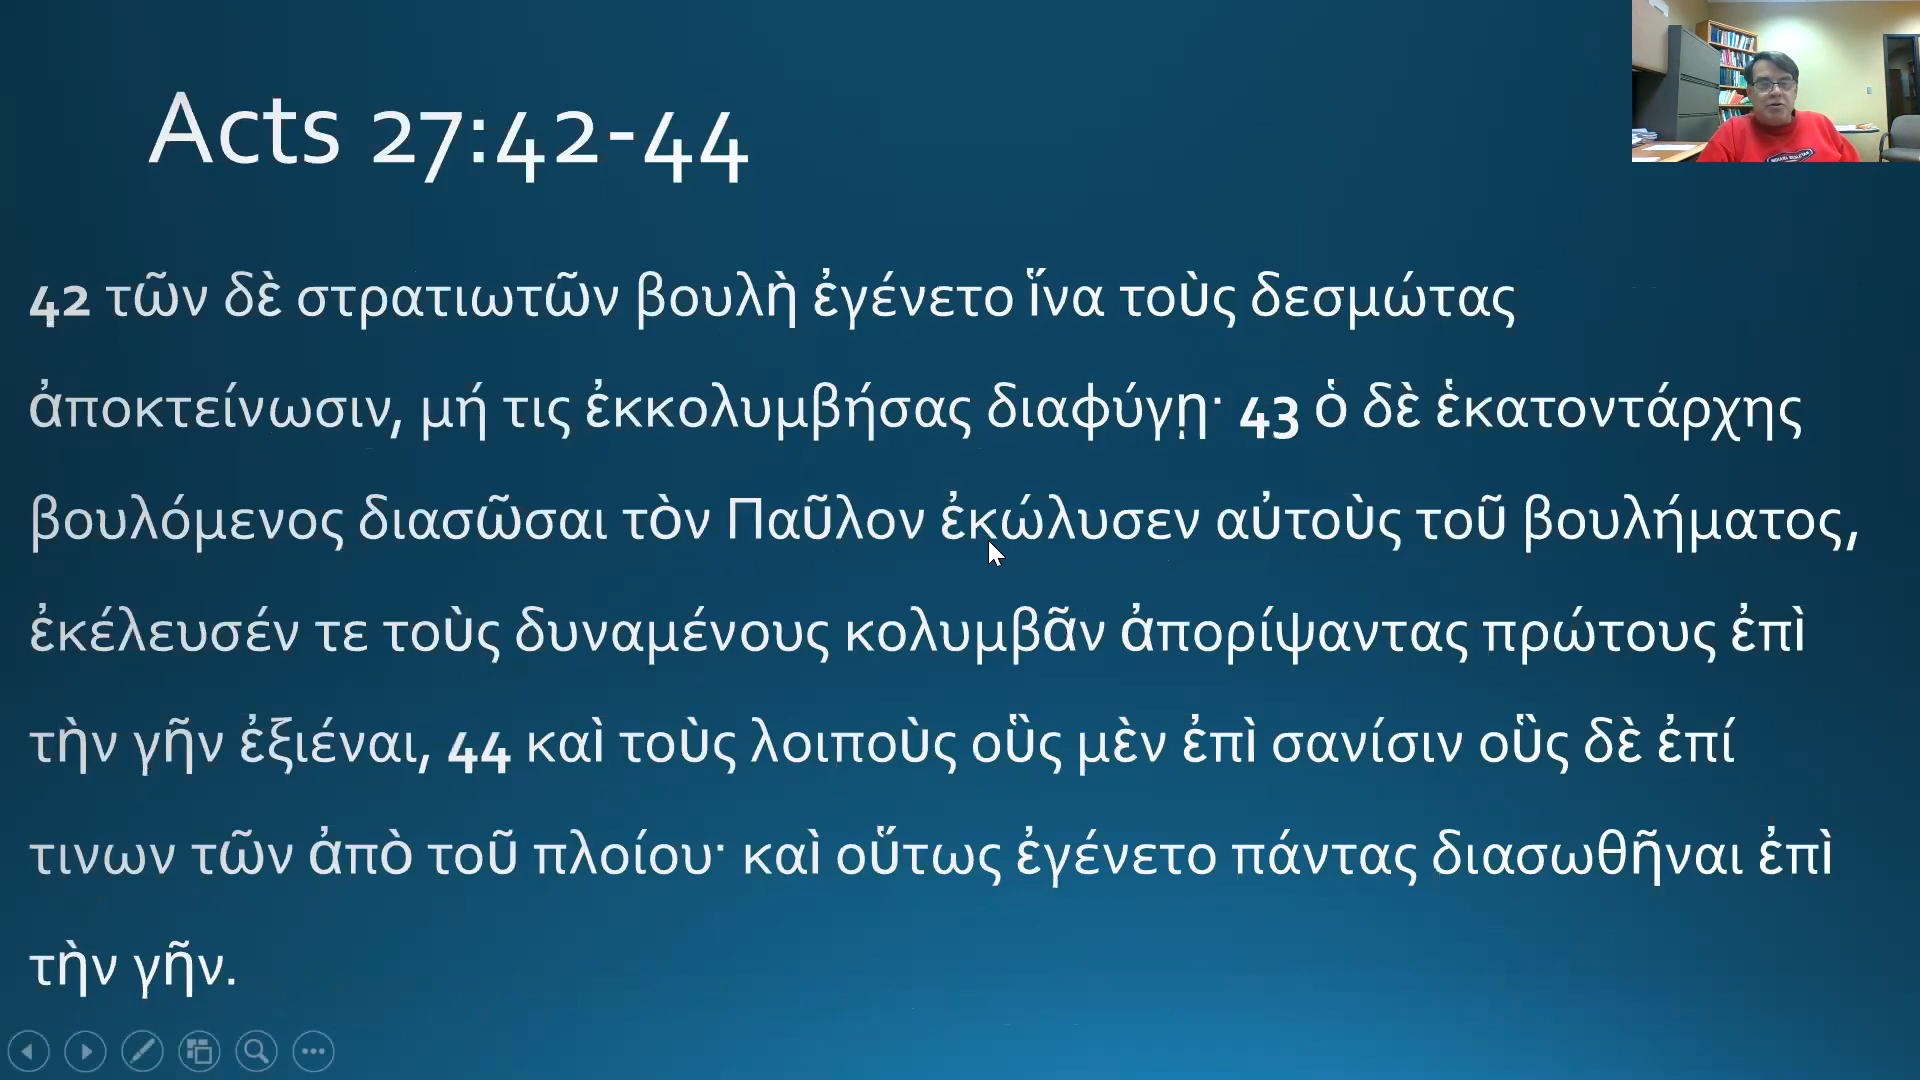 Acts 27:42-44
42 τῶν δὲ στρατιωτῶν βουλὴ ἐγένετο ἵνα τοὺς δεσμώτας
ἀποκτείνωσιν, μή τις ἐκκολυμβήσας διαφύγῃ· 43 ὁ δὲ ἑκατοντάρχης
βουλόμενος διασῶσαι τὸν Παῦλον ἐκώλυσεν αὐτοὺς τοῦ βουλήματος,
ἐκέλευσέν τε τοὺς δυναμένους κολυμβᾶν ἀπορίψαντας πρώτους ἐπὶ
τὴν γῆν ἐξιέναι, 44 καὶ τοὺς λοιποὺς οὓς μὲν ἐπὶ σανίσιν οὓς δὲ ἐπί
τινων τῶν ἀπὸ τοῦ πλοίου· καὶ οὕτως ἐγένετο πάντας διασωθῆναι ἐπὶ
τὴν γῆν.